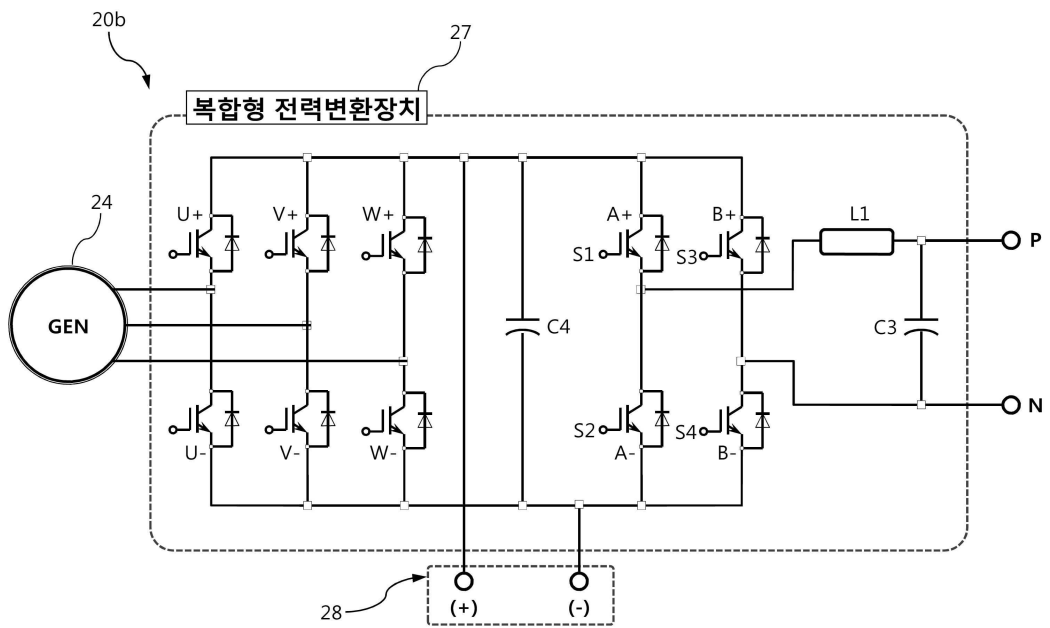 20b
27
복합형 전력변환장치
24
U+ V+ W+ A+ B+ L1
S1 S3 P
GEN C4 C3
S2 S4 N
U- V- W- A- B-
28 (+) (-)